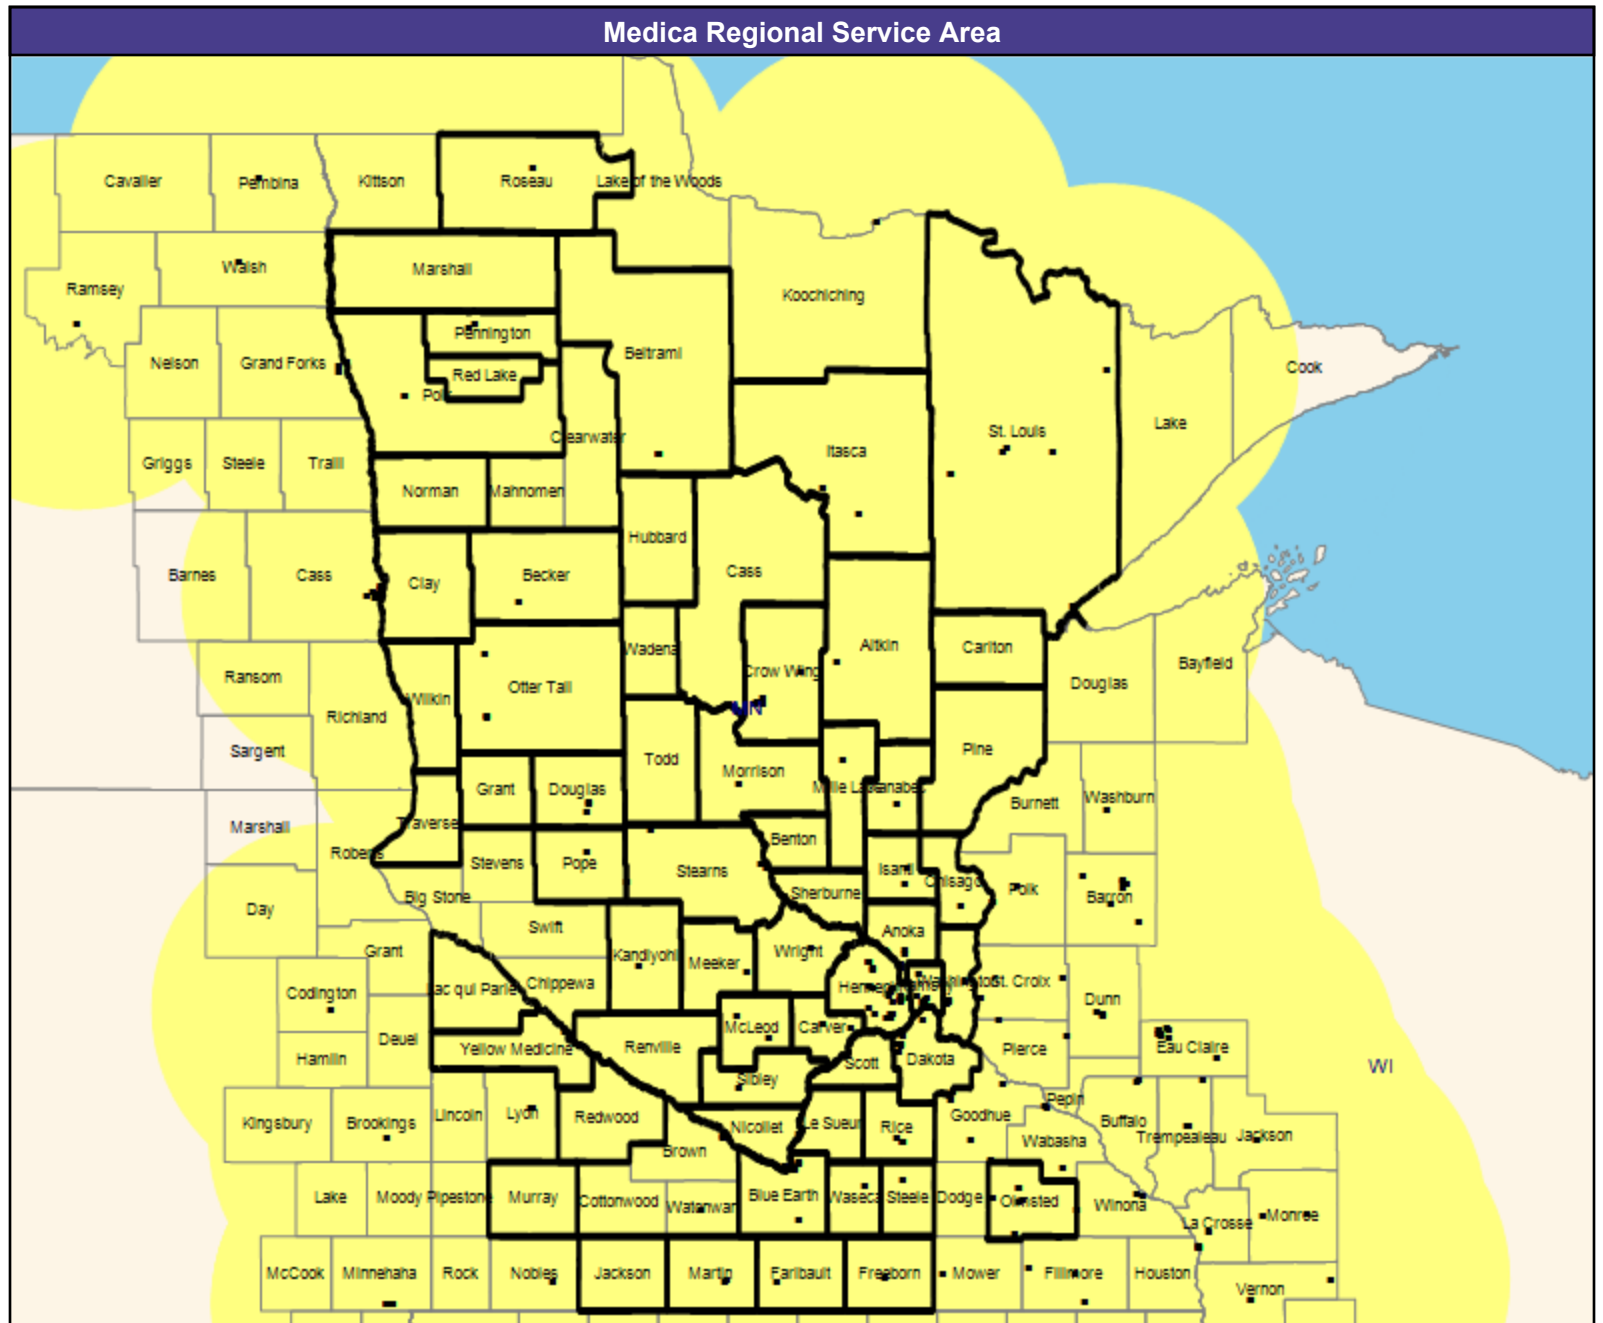 Medica Regional Service Area
Cavalier
Pembina
Kittson
Roseau
Lake of the Woods
Walsh
Marshall
Ramsey
Koochiching
Pennington
Beltrami
Nelson
Grand Forks
Red Lake
Cook
Polk
Lake
Clearwater
St. Louis
Itasca
Griggs
Steele
Traill
Norman
Mahnomen
Hubbard
Barnes
Cass
Clay
Becker
Cass
Wadena
Crow Wing
Aitkin
Carlton
Bayfield
Ransom
Otter Tail
Wilkin
Douglas
MN
Richland
Sargent
Todd
Morrison
Pine
Grant
Douglas
Mille Lacs
Kanabec
Burnett
Washburn
Marshall
Traverse
Benton
Roberts
Stevens
Pope
Stearns
Isanti
Chisago
Sherburne
Polk
Barron
Big Stone
Day
Swift
Anoka
Grant
Kandiyohi
Meeker
Wright
Codington
Lac qui Parle
Chippewa
Hennepin
Ramsey
Washington
St. Croix
Dunn
McLeod
Carver
Deuel
Yellow Medicine
Renville
Hamlin
Scott
Dakota
Pierce
Eau Claire
WI
Sibley
Pepin
Kingsbury
Brookings
Lincoln
Lyon
Redwood
Nicollet
Le Sueur
Rice
Goodhue
Buffalo
Trempealeau
Jackson
Brown
Wabasha
Lake
Moody
Pipestone
Murray
Cottonwood
Watonwan
Blue Earth
Waseca
Steele
Dodge
Olmsted
Winona
La Crosse
Monroe
McCook
Minnehaha
Rock
Nobles
Jackson
Martin
Faribault
Freeborn
Mower
Fillmore
Houston
Vernon